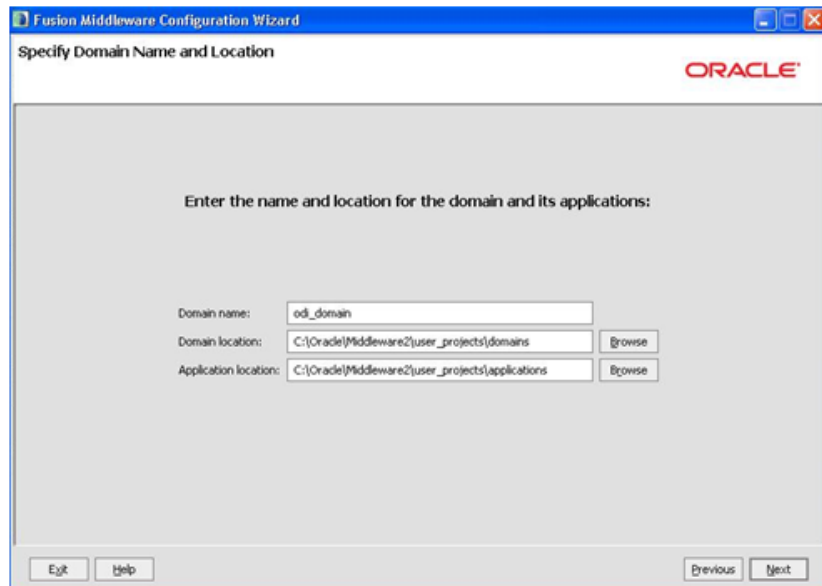 Fusion Middleware Configuration Wizard
Specify Domain Name and Location
ORACLE
Enter the name and location for the domain and its applications:
Domain name: odi_domain
Domain location: C:\Oracle\Middleware2\user_projects\domains Browse
Application location: C:\Oracle\Middleware2\user_projects\applications Browse
Exit Help Previous Next